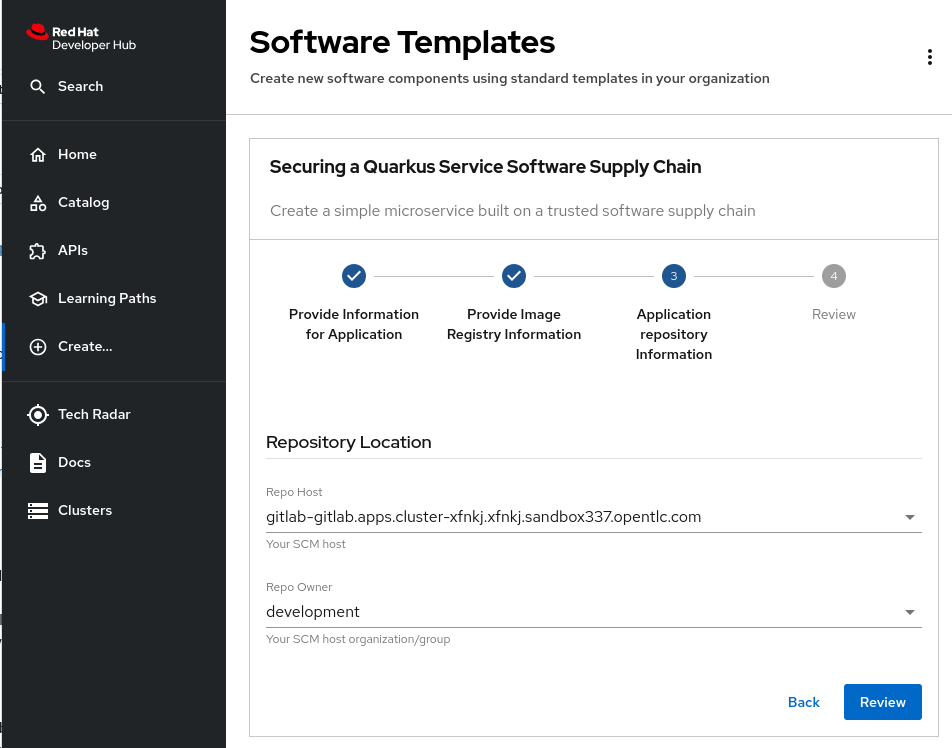 Red Hat
Developer Hub
Search
Home
Catalog
APIs
Learning Paths
Create...
Tech Radar
Docs
Clusters
Software Templates
Create new software components using standard templates in your organization
Securing a Quarkus Service Software Supply Chain
Create a simple microservice built on a trusted software supply chain
Provide Information
for Application
Provide Image
Registry Information
3
Application
repository
Information
4
Review
Repository Location
Repo Host
gitlab-gitlab.apps.cluster-xfnkj.xfnkj.sandbox337.opentlc.com
Your SCM host
Repo Owner
development
Your SCM host organization/group
Back
Review